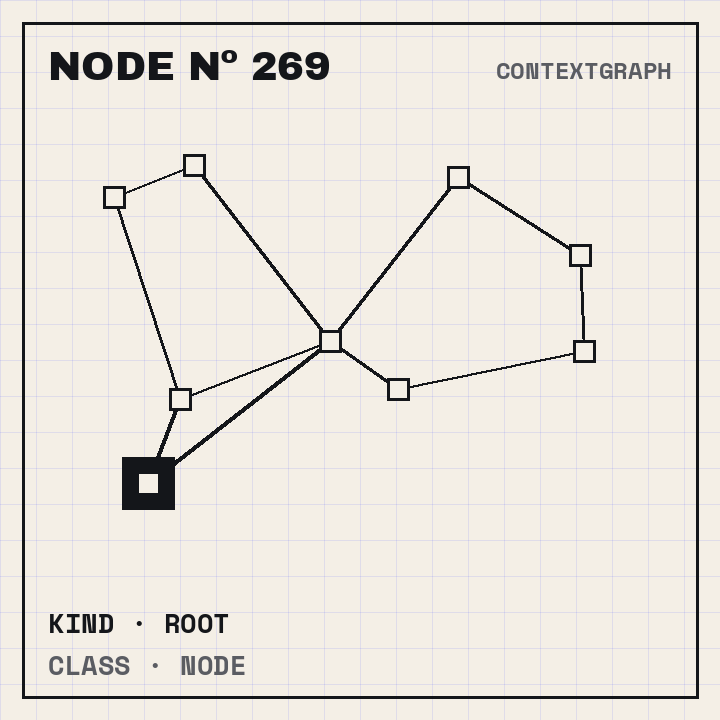 NODE Nº 269
CONTEXTGRAPH
KIND · ROOT
CLASS · NODE